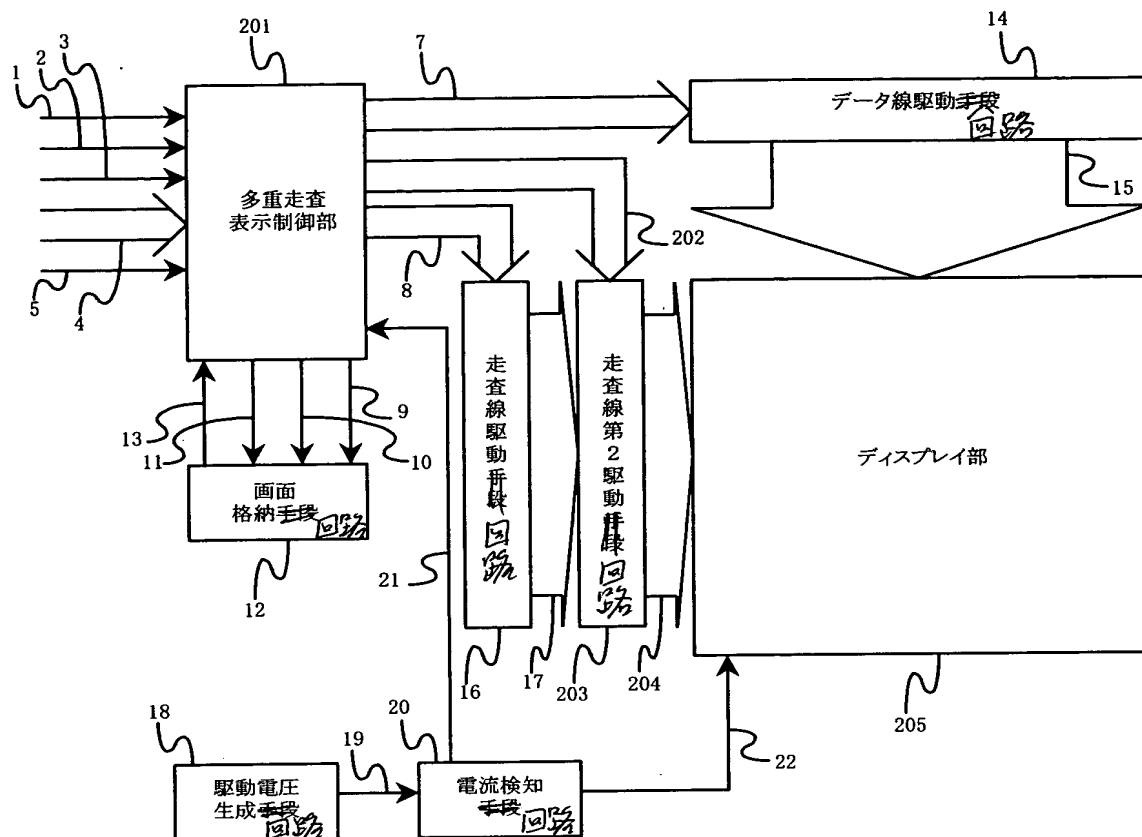 201
7
14
3
2
1
データ線駆動手段
回路
15
多重走査
表示制御部
202
8
5
4
走査線駆動手段
回路
走査線第2駆動手段
回路
ディスプレイ部
9
13
11
10
画面
格納手段 回路
12
21
16
17
203
204
205
18
19
20
22
駆動電圧
生成手段
回路
電流検知
手段 回路